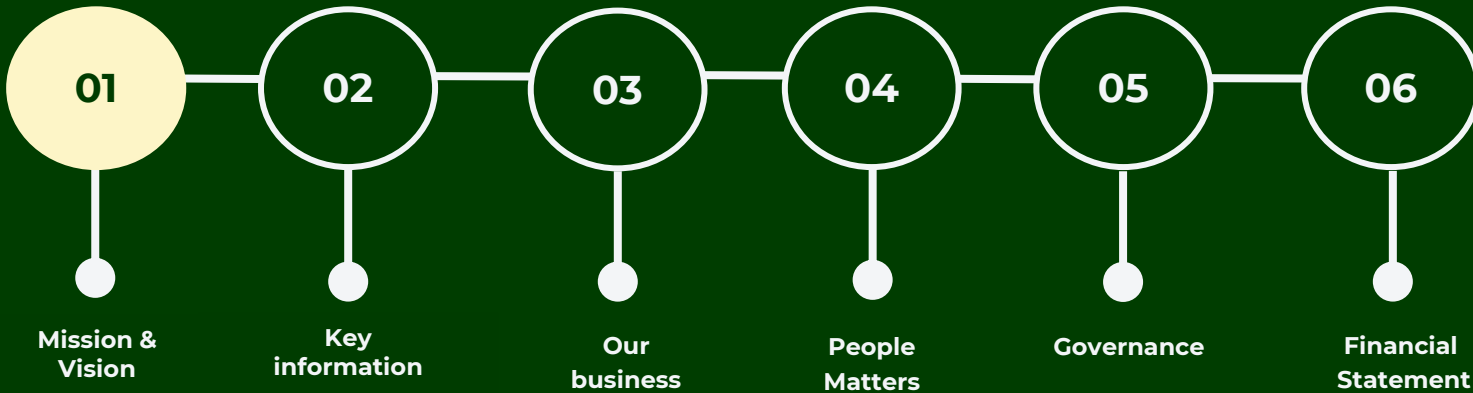 01
02
03
04
05
06
Mission &
Vision
Key
information
Our
business
People
Matters
Governance
Financial
Statement